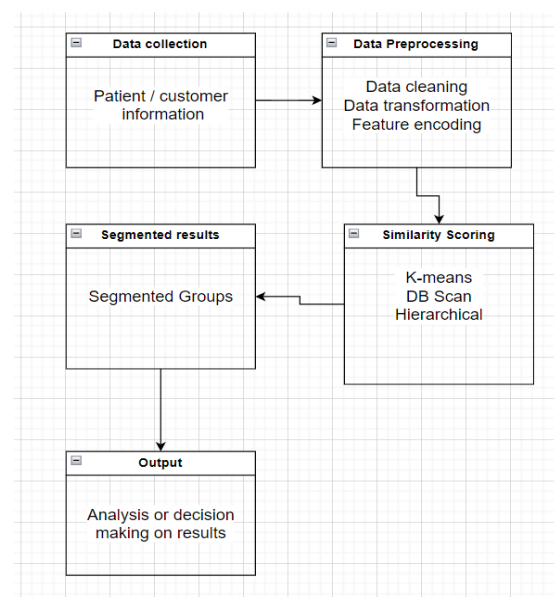 Data collection
Patient / customer
information
Data Preprocessing
Data cleaning
Data transformation
Feature encoding
Similarity Scoring
K-means
DB Scan
Hierarchical
Segmented results
Segmented Groups
Output
Analysis or decision
making on results